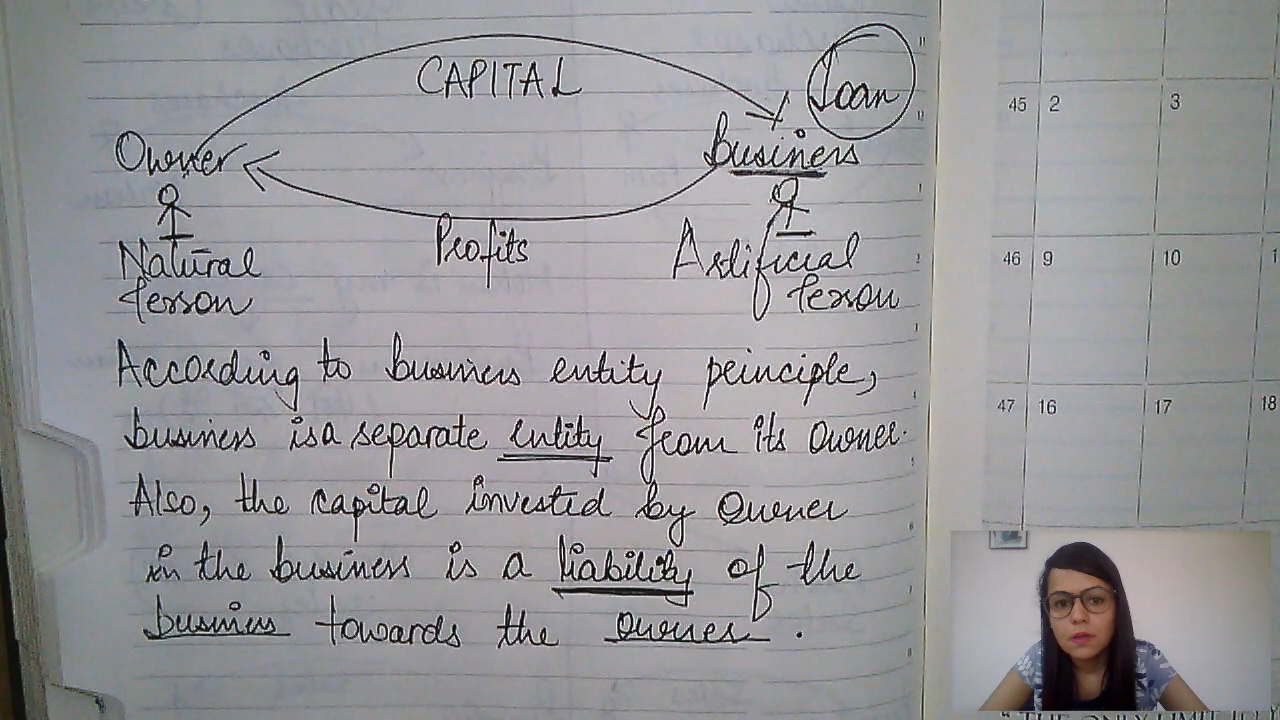 CAPITAL
Loan
Owner
Business
Profits
Natural
Person
Artificial
Person
According to business entity principle,
business is a separate entity from its owner.
Also, the capital invested by Owner
in the business is a liability of the
business towards the owner.
45 2 3
46 9 10 1
47 16 17 18